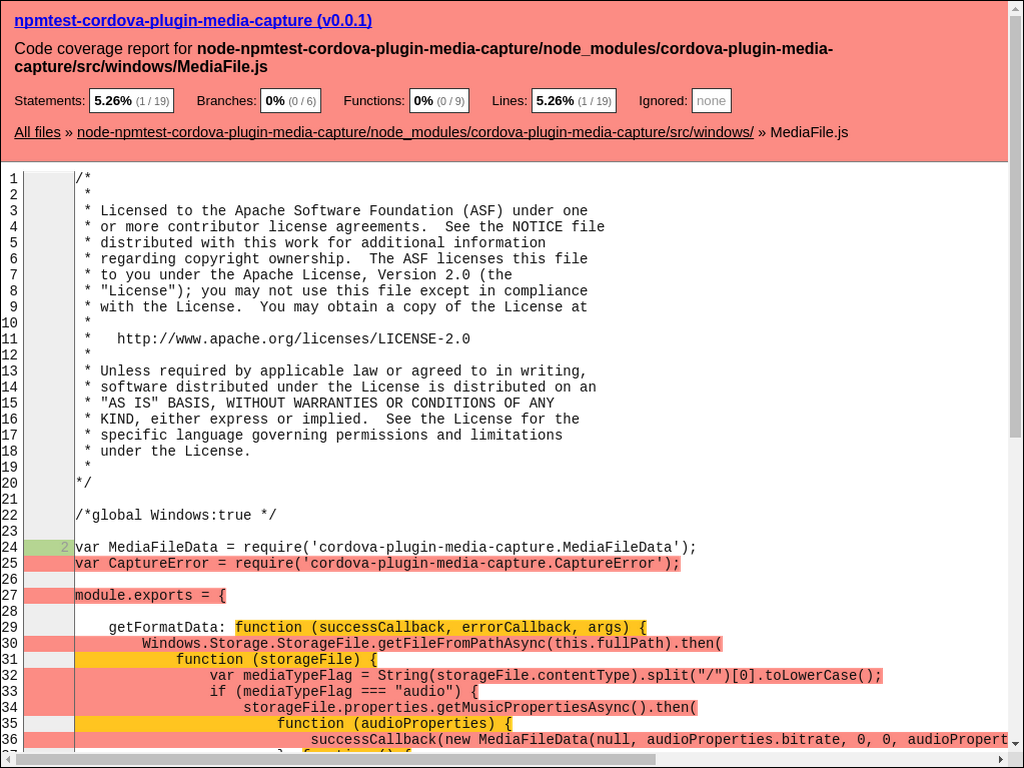 npmtest-cordova-plugin-media-capture (v0.0.1)
Code coverage report for node-npmtest-cordova-plugin-media-capture/node_modules/cordova-plugin-media-
capture/src/windows/MediaFile.js
Statements: 5.26% (1 / 19) Branches: 0% (0 / 6) Functions: 0% (0 / 9) Lines: 5.26% (1 / 19) Ignored: none
All files » node-npmtest-cordova-plugin-media-capture/node_modules/cordova-plugin-media-capture/src/windows/ » MediaFile.js
1 /*
2 *
3 * Licensed to the Apache Software Foundation (ASF) under one
4 * or more contributor license agreements.  See the NOTICE file
5 * distributed with this work for additional information
6 * regarding copyright ownership.  The ASF licenses this file
7 * to you under the Apache License, Version 2.0 (the
8 * "License"); you may not use this file except in compliance
9 * with the License.  You may obtain a copy of the License at
10 *
11 *   http://www.apache.org/licenses/LICENSE-2.0
12 *
13 * Unless required by applicable law or agreed to in writing,
14 * software distributed under the License is distributed on an
15 * "AS IS" BASIS, WITHOUT WARRANTIES OR CONDITIONS OF ANY
16 * KIND, either express or implied.  See the License for the
17 * specific language governing permissions and limitations
18 * under the License.
19 *
20 */
21
22 /*global Windows:true */
23
24 2 var MediaFileData = require('cordova-plugin-media-capture.MediaFileData');
25 var CaptureError = require('cordova-plugin-media-capture.CaptureError');
26
27 module.exports = {
28
29 getFormatData: function (successCallback, errorCallback, args) {
30 Windows.Storage.StorageFile.getFileFromPathAsync(this.fullPath).then(
31 function (storageFile) {
32 var mediaTypeFlag = String(storageFile.contentType).split("/")[0].toLowerCase();
33 if (mediaTypeFlag === "audio") {
34 storageFile.properties.getMusicPropertiesAsync().then(
35 function (audioProperties) {
36 successCallback(new MediaFileData(null, audioProperties.bitrate, 0, 0, audioPropert